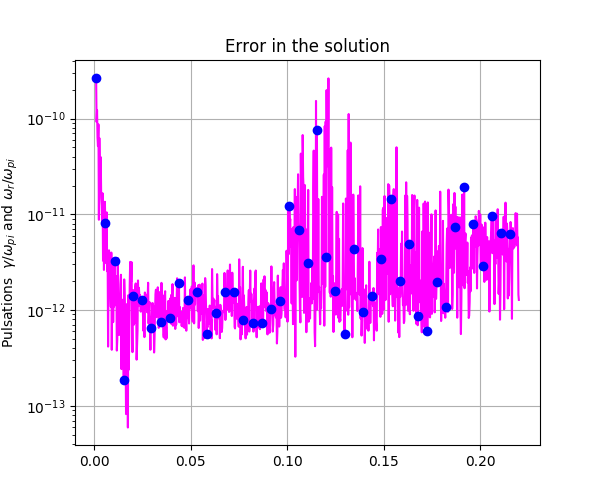 Error in the solution
Pulsations γ/ω_pi and ω_r/ω_pi
10^−10
10^−11
10^−12
10^−13
0.00 0.05 0.10 0.15 0.20